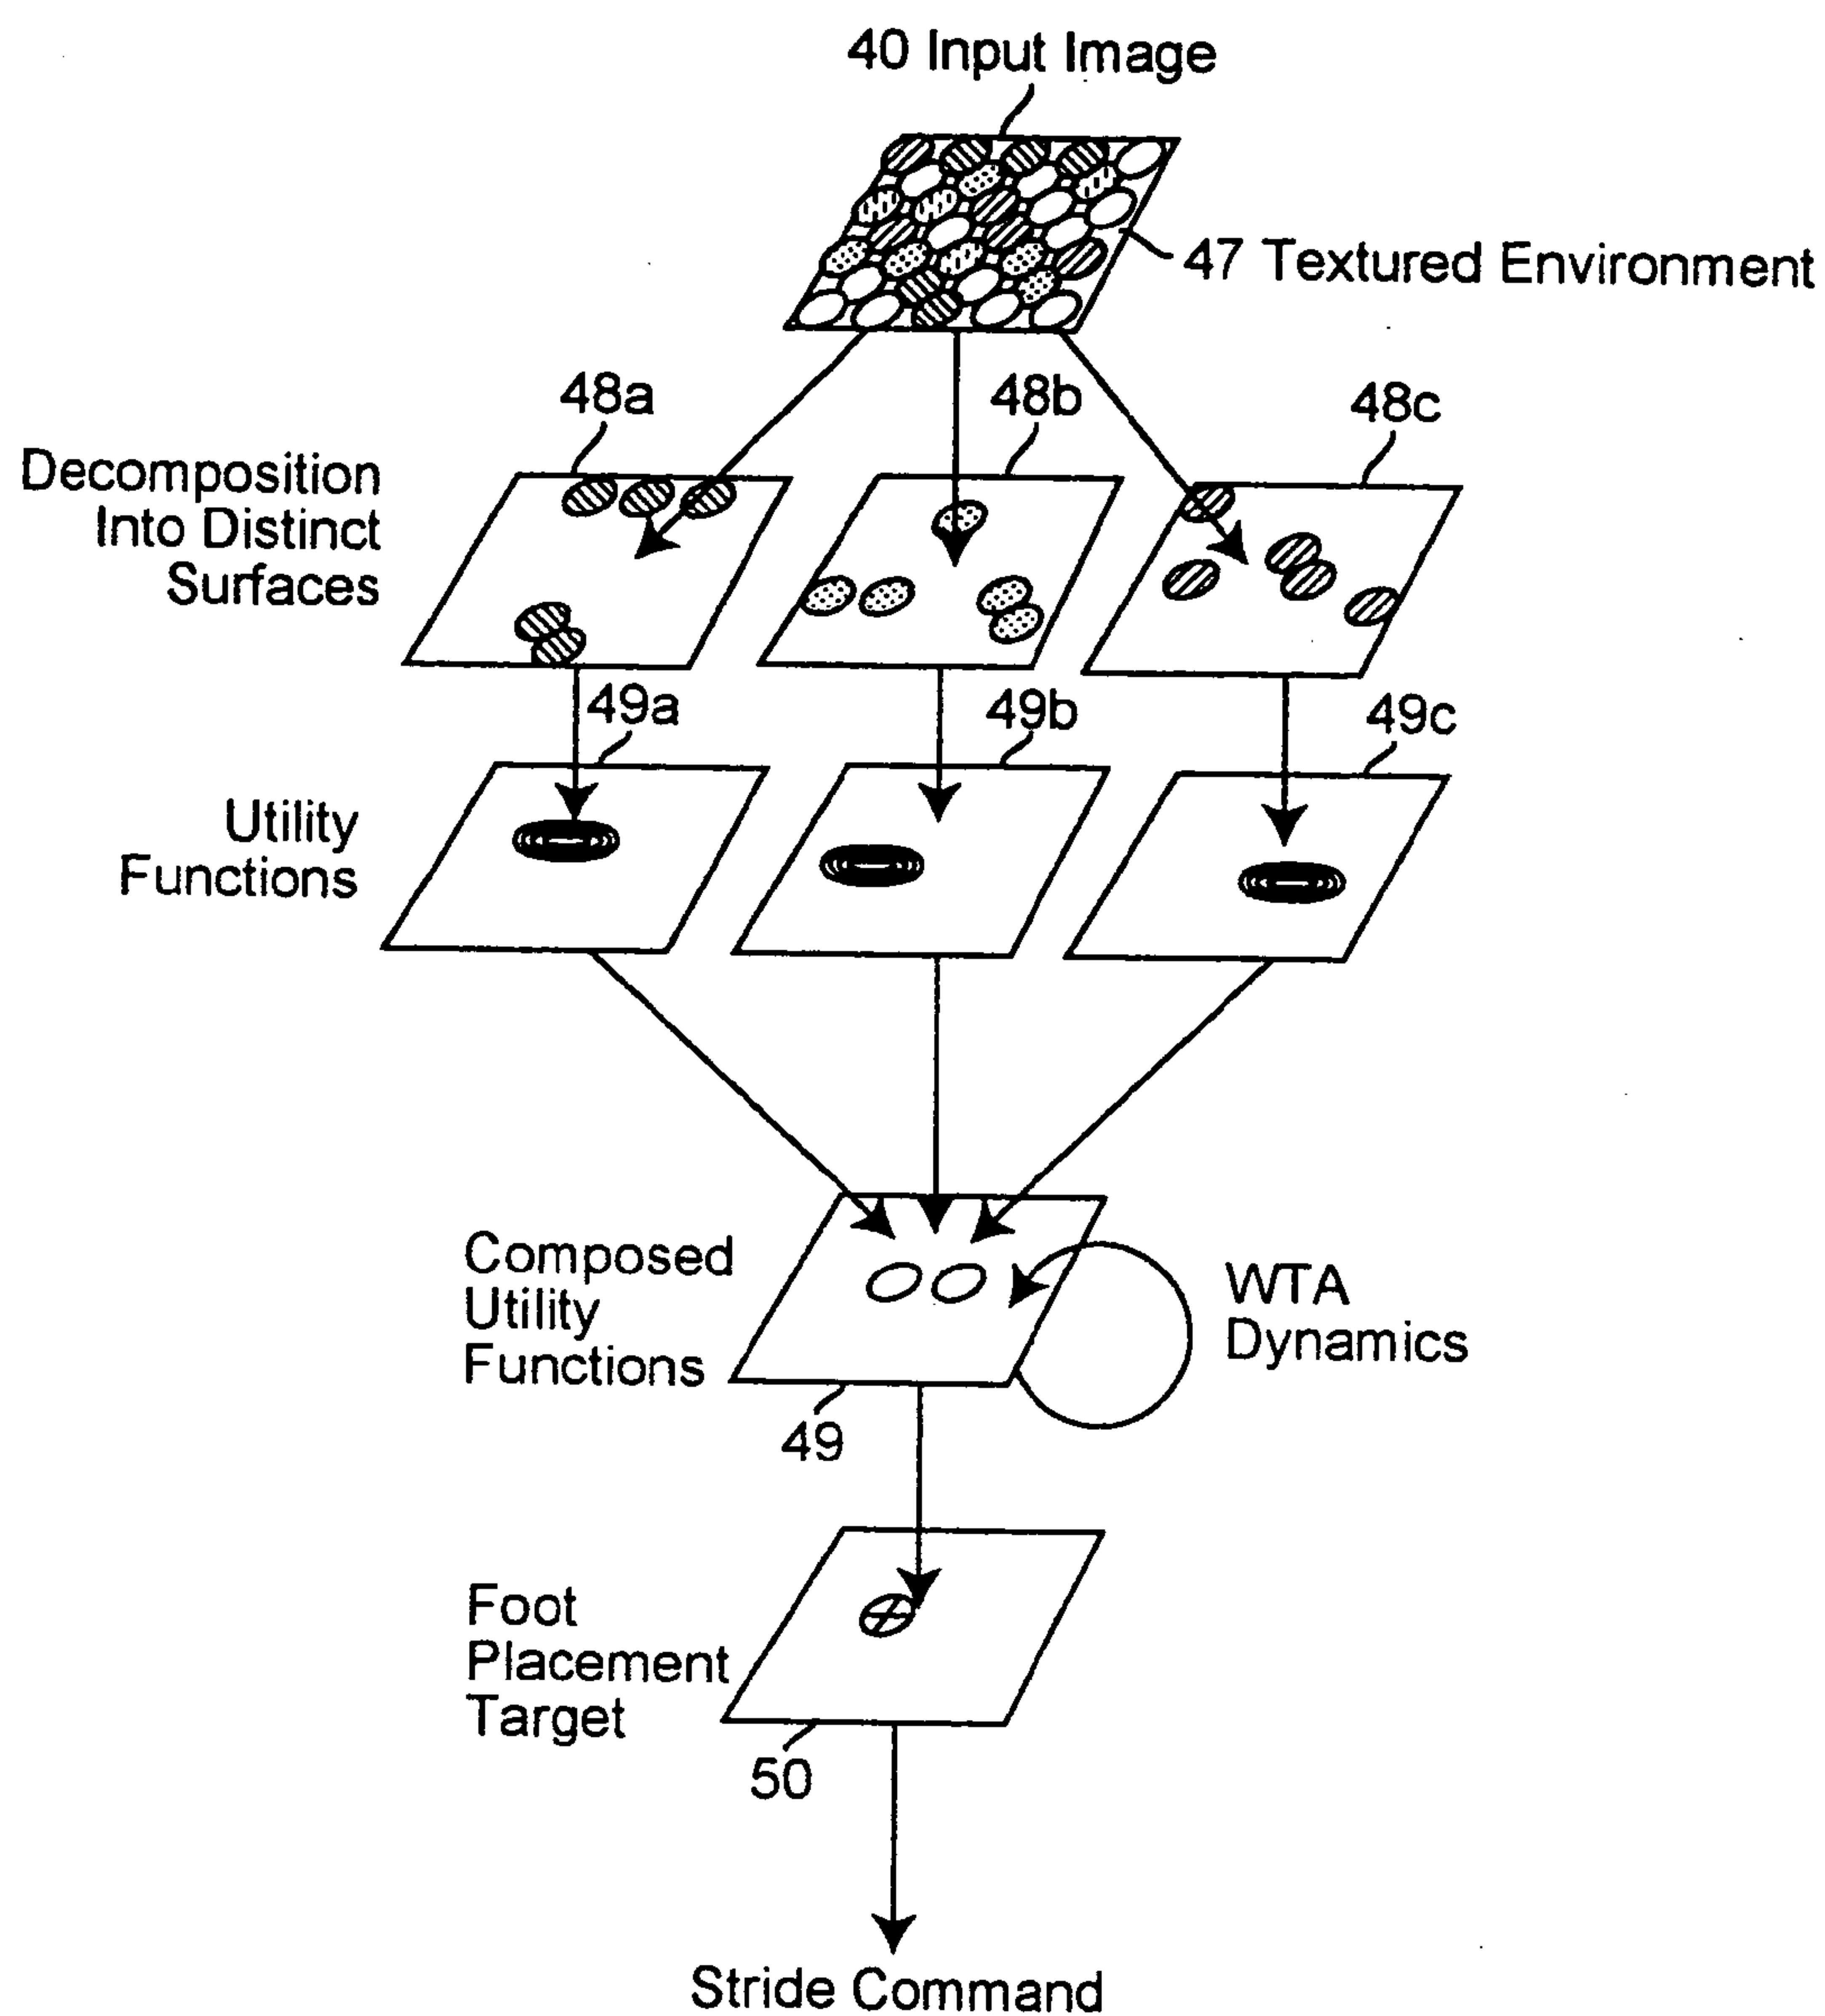 40 Input Image
47 Textured Environment
48a
48b
48c
Decomposition
Into Distinct
Surfaces
49a
49b
49c
Utility
Functions
Composed
Utility
Functions
WTA
Dynamics
49
Foot
Placement
Target
50
Stride Command